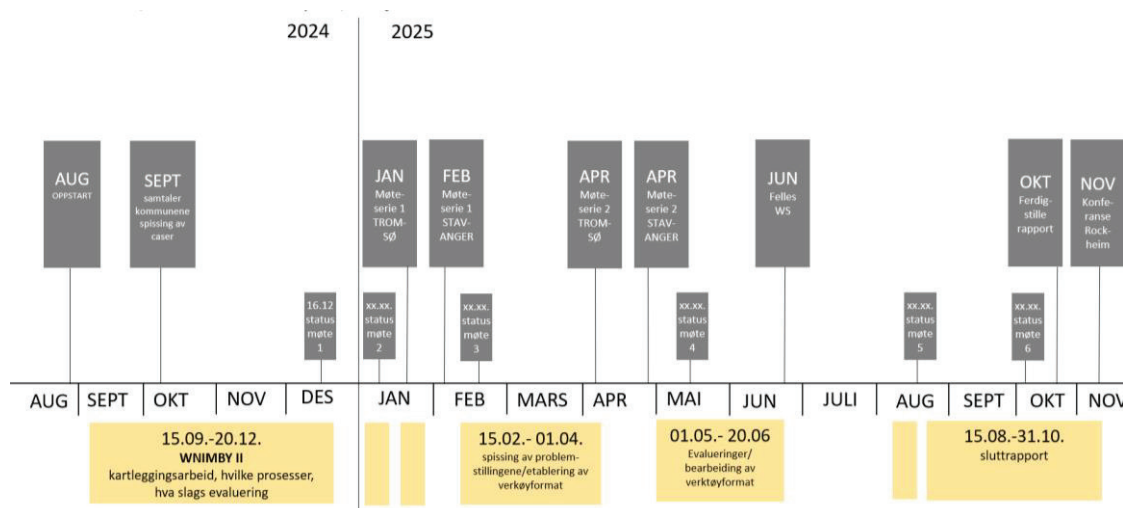 2024
2025
AUG
OPPSTART
SEPT
samtaler
kommunene
spissing av
caser
JAN
Møte-
serie 1
TROM-
SØ
FEB
Møte-
serie 1
STAV-
ANGER
APR
Møte-
serie 2
TROM-
SØ
APR
Møte-
serie 2
STAV-
ANGER
JUN
Felles
WS
OKT
Ferdig-
stille
rapport
NOV
Konfe-
ranse
Rock-
heim
16.12
status
møte
1
xx.xx.
status
møte
2
xx.xx.
status
møte
3
xx.xx.
status
møte
4
xx.xx.
status
møte
5
xx.xx.
status
møte
6
AUG SEPT OKT NOV DES JAN FEB MARS APR MAI JUN JULI AUG SEPT OKT NOV
15.09.-20.12.
WNIMBY II
kartleggingsarbeid, hvilke prosesser,
hva slags evaluering
15.02.- 01.04.
spissing av problem-
stillingene/etablering av
verkøyformat
01.05.- 20.06
Evalueringer/
bearbeiding av
verktøyformat
15.08.-31.10.
sluttrapport